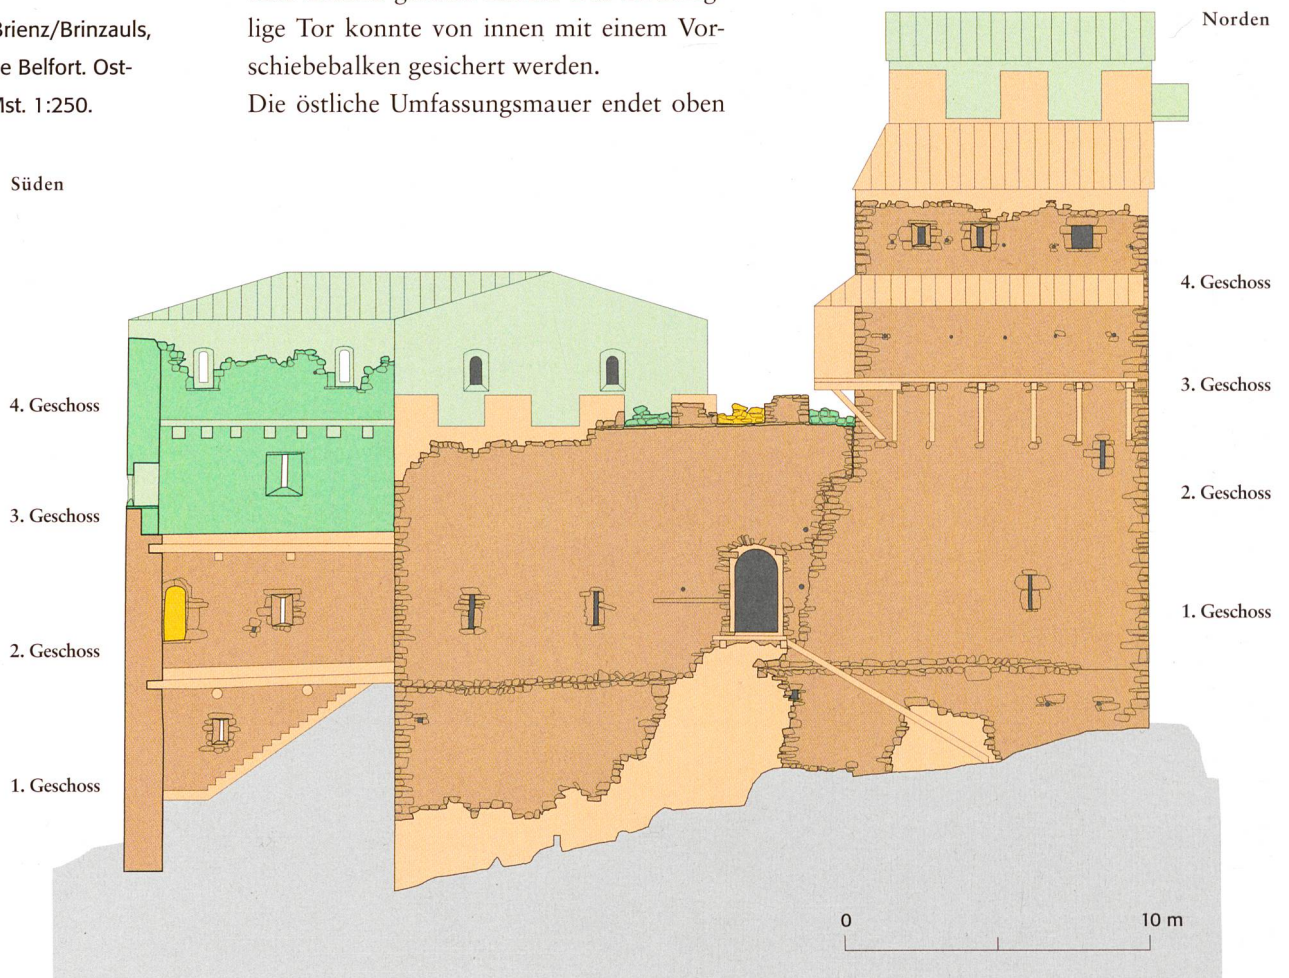 Brienz/Brinzauls,
e Belfort. Ost-
st. 1:250.
lige Tor konnte von innen mit einem Vor-
schiebebalken gesichert werden.
Die östliche Umfassungsmauer endet oben
Norden
Süden
4. Geschoss
3. Geschoss
2. Geschoss
1. Geschoss
4. Geschoss
3. Geschoss
2. Geschoss
1. Geschoss
0 10 m